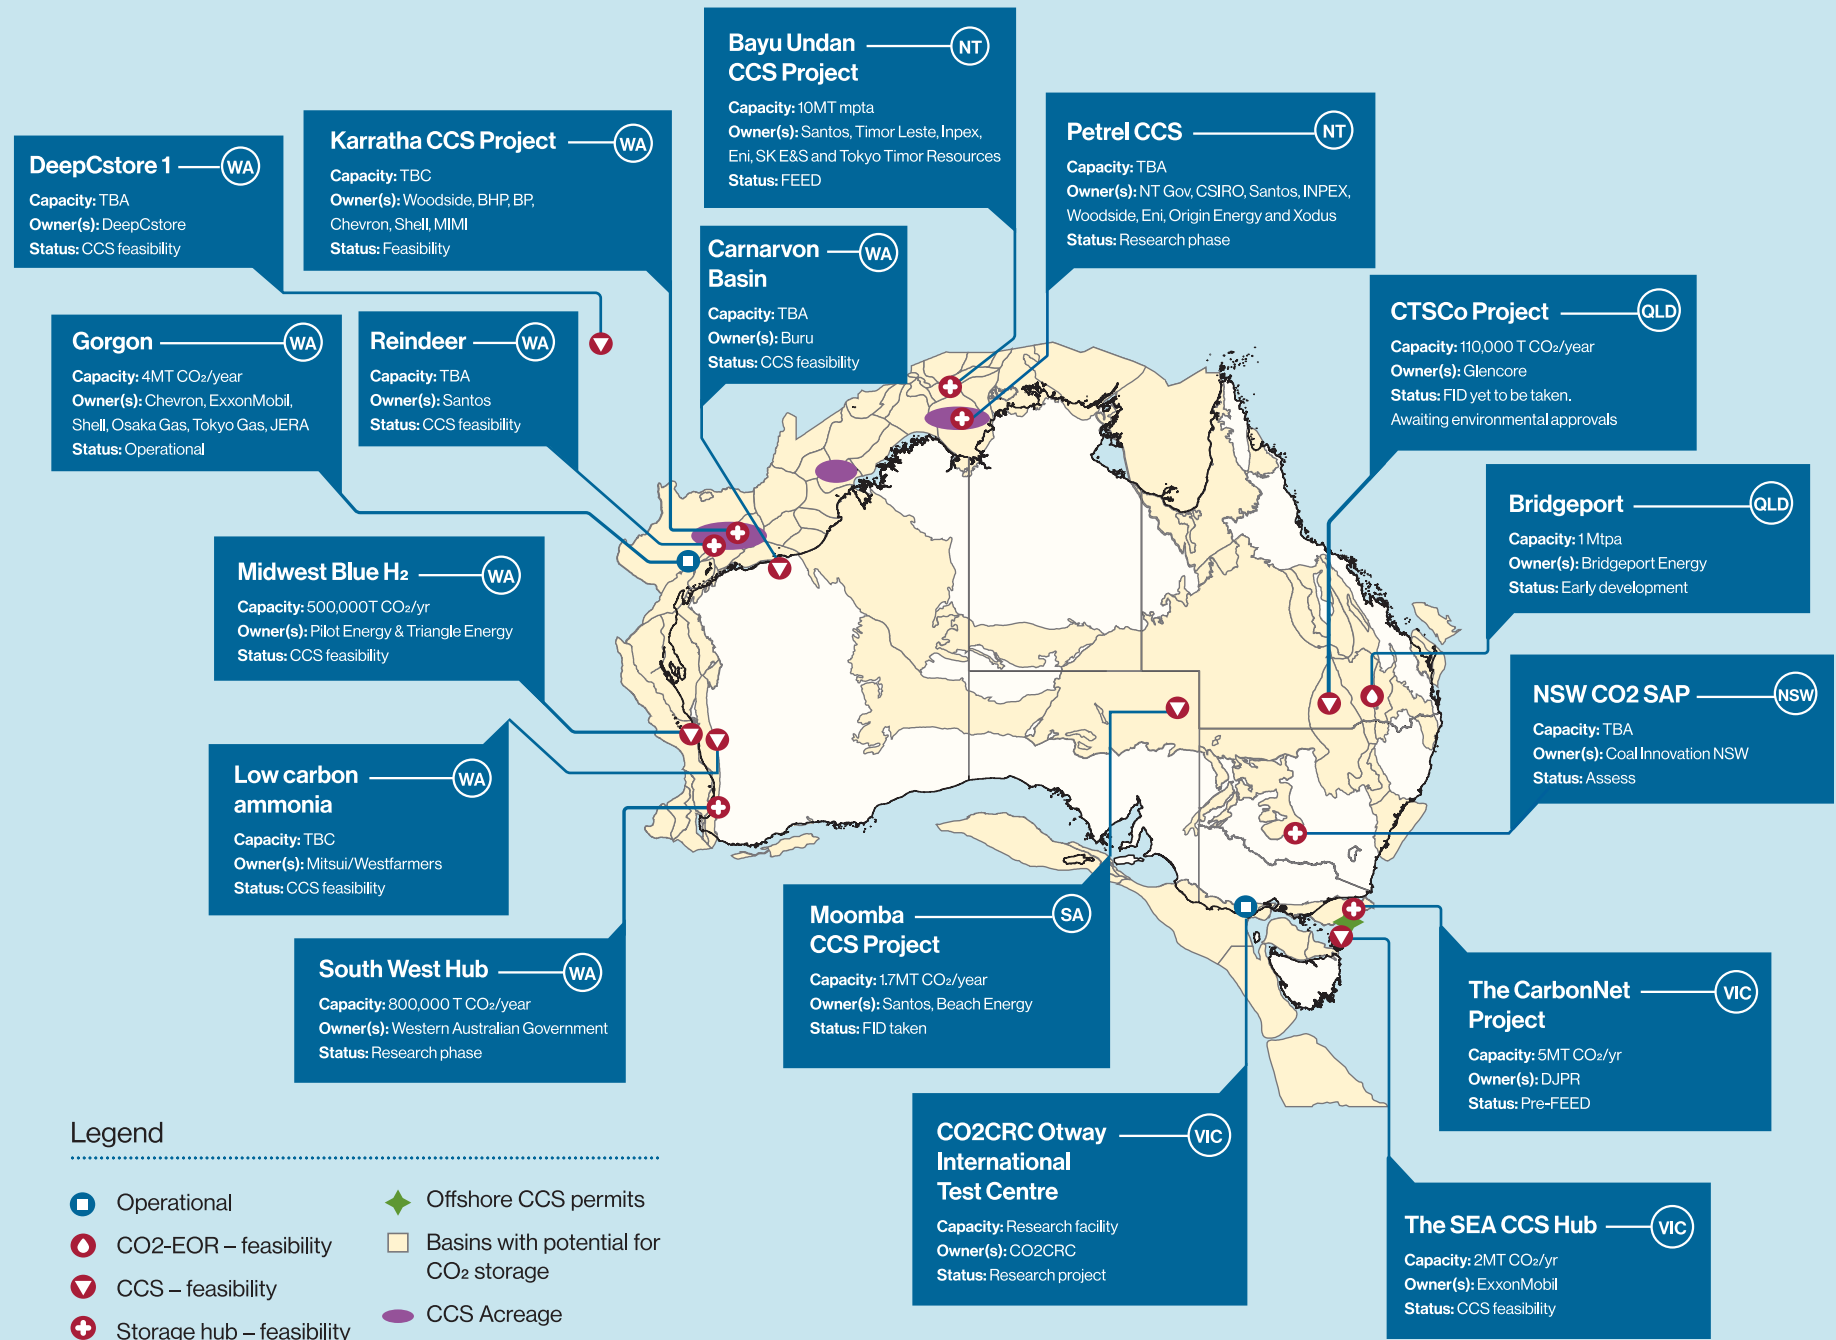 Bayu Undan
CCS Project
NT
Capacity: 10MT mpta
Owner(s): Santos, Timor Leste, Inpex,
Eni, SK E&S and Tokyo Timor Resources
Status: FEED
Petrel CCS
NT
Capacity: TBA
Owner(s): NT Gov, CSIRO, Santos, INPEX,
Woodside, Eni, Origin Energy and Xodus
Status: Research phase
Karratha CCS Project
WA
Capacity: TBC
Owner(s): Woodside, BHP, BP,
Chevron, Shell, MIMI
Status: Feasibility
DeepCstore 1
WA
Capacity: TBA
Owner(s): DeepCstore
Status: CCS feasibility
Carnarvon
Basin
WA
Capacity: TBA
Owner(s): Buru
Status: CCS feasibility
CTSCo Project
QLD
Capacity: 110,000 T CO₂/year
Owner(s): Glencore
Status: FID yet to be taken.
Awaiting environmental approvals
Gorgon
WA
Capacity: 4MT CO₂/year
Owner(s): Chevron, ExxonMobil,
Shell, Osaka Gas, Tokyo Gas, JERA
Status: Operational
Reindeer
WA
Capacity: TBA
Owner(s): Santos
Status: CCS feasibility
Bridgeport
QLD
Capacity: 1 Mtpa
Owner(s): Bridgeport Energy
Status: Early development
Midwest Blue H₂
WA
Capacity: 500,000T CO₂/yr
Owner(s): Pilot Energy & Triangle Energy
Status: CCS feasibility
NSW CO2 SAP
NSW
Capacity: TBA
Owner(s): Coal Innovation NSW
Status: Assess
Low carbon
ammonia
WA
Capacity: TBC
Owner(s): Mitsui/Westfarmers
Status: CCS feasibility
Moomba
CCS Project
SA
Capacity: 1.7MT CO₂/year
Owner(s): Santos, Beach Energy
Status: FID taken
South West Hub
WA
Capacity: 800,000 T CO₂/year
Owner(s): Western Australian Government
Status: Research phase
The CarbonNet
Project
VIC
Capacity: 5MT CO₂/yr
Owner(s): DJPR
Status: Pre-FEED
CO2CRC Otway
International
Test Centre
VIC
Capacity: Research facility
Owner(s): CO2CRC
Status: Research project
The SEA CCS Hub
VIC
Capacity: 2MT CO₂/yr
Owner(s): ExxonMobil
Status: CCS feasibility
Legend
Operational
CO2-EOR – feasibility
CCS – feasibility
Storage hub – feasibility
Offshore CCS permits
Basins with potential for
CO₂ storage
CCS Acreage